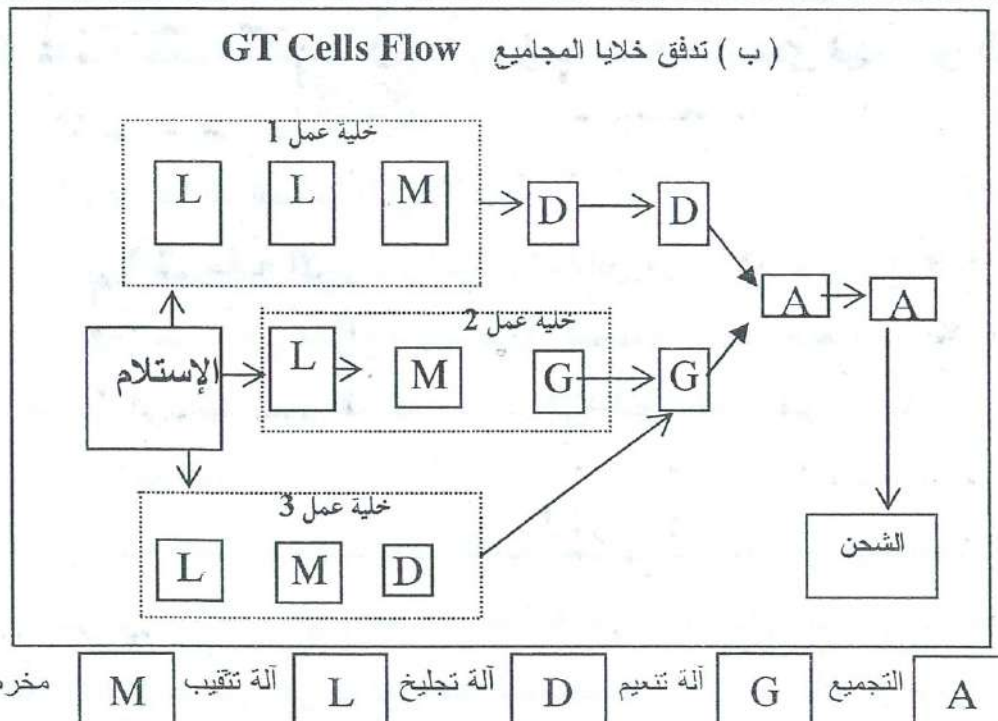 ( ب ) تدفق خلايا المجاميع GT Cells Flow
خلية عمل 1
L L M D D
A A
خلية عمل 2
الإستلام
L M G G
خلية عمل 3
L M D
الشحن
A التجميع G آلة تنعيم D آلة تجليخ L آلة تثقيب M